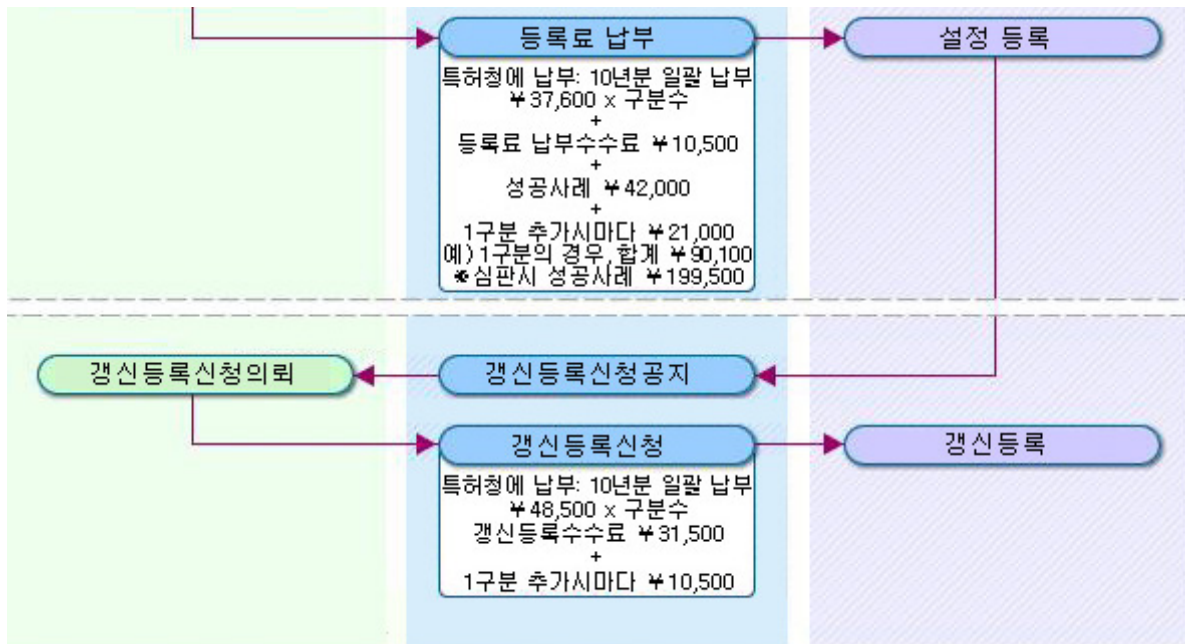 등록료 납부
설정 등록
특허청에 납부: 10년분 일괄 납부
￥37,600 x 구분수
+
등록료 납부수수료 ￥10,500
+
성공사례 ￥42,000
+
1구분 추가시마다 ￥21,000
예) 1구분의 경우, 합계 ￥90,100
※심판시 성공사례 ￥199,500
갱신등록신청의뢰
갱신등록신청공지
갱신등록신청
갱신등록
특허청에 납부: 10년분 일괄 납부
￥48,500 x 구분수
갱신등록수수료 ￥31,500
+
1구분 추가시마다 ￥10,500